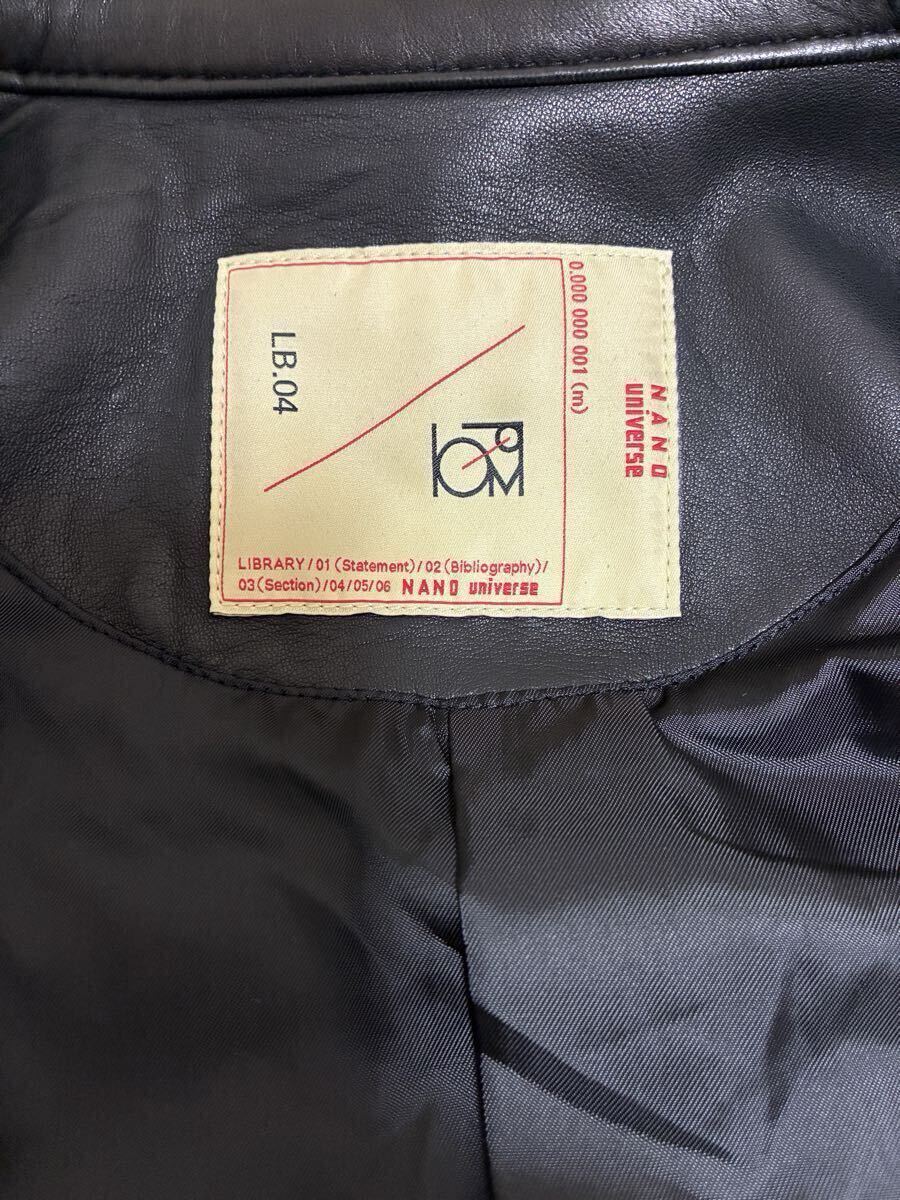 0.000 000 001 (m)
NANO
universe
LB.04
LIBRARY/01 (Statement)/02 (Bibliography)/
03 (Section)/04/05/06 NANO universe